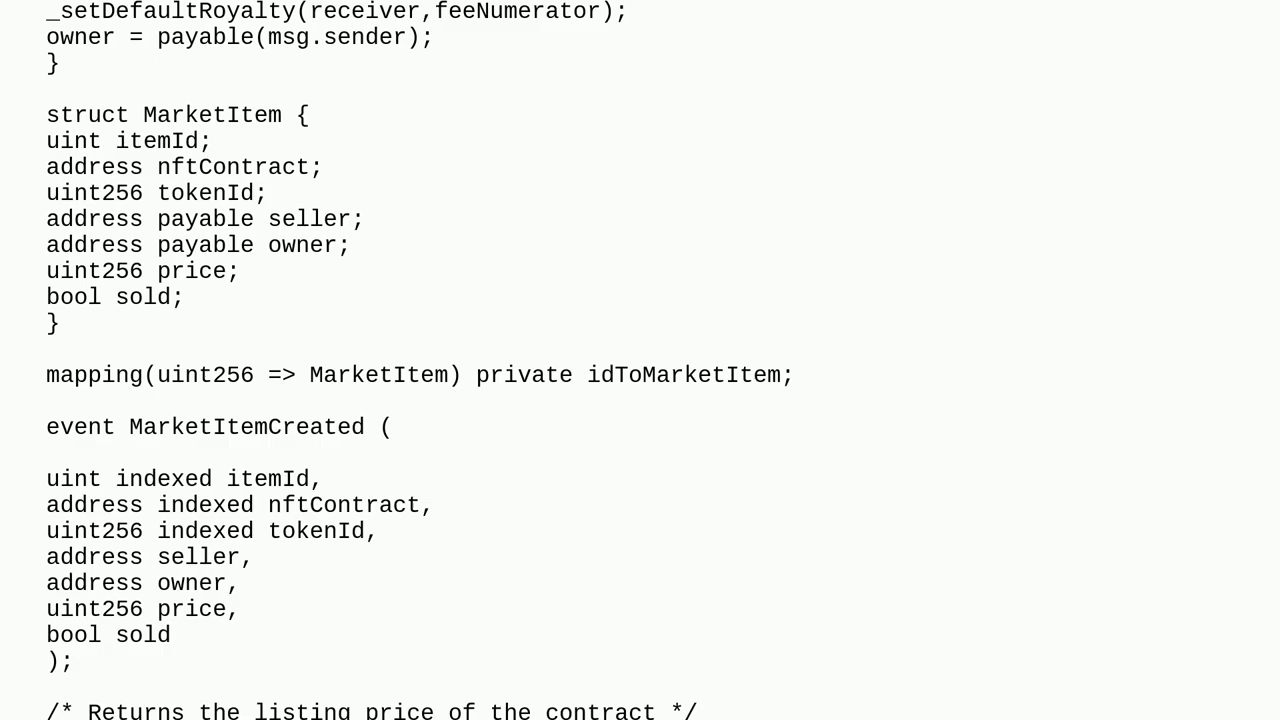 _setDefaultRoyalty(receiver,feeNumerator);
owner = payable(msg.sender);
}
struct MarketItem {
uint itemId;
address nftContract;
uint256 tokenId;
address payable seller;
address payable owner;
uint256 price;
bool sold;
}
mapping(uint256 => MarketItem) private idToMarketItem;
event MarketItemCreated (
uint indexed itemId,
address indexed nftContract,
uint256 indexed tokenId,
address seller,
address owner,
uint256 price,
bool sold
);
/* Returns the listing price of the contract */